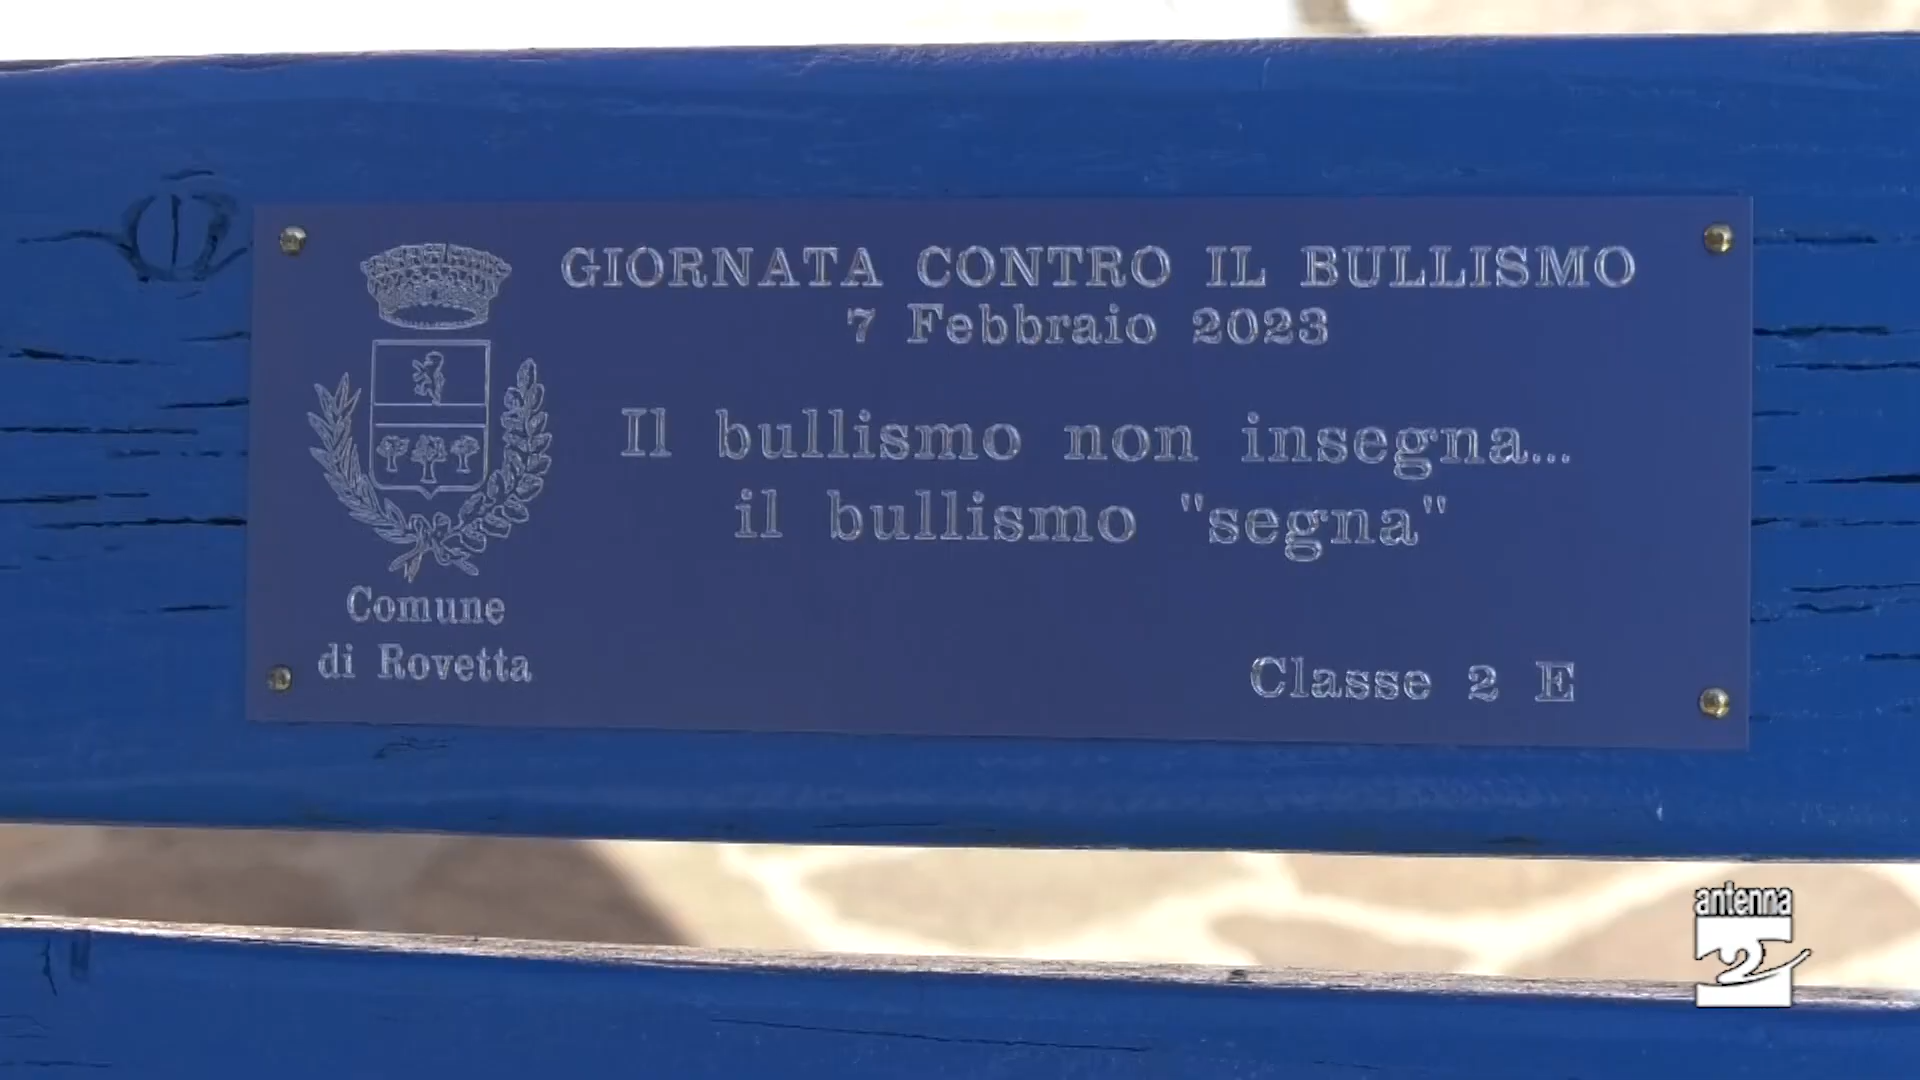 GIORNATA CONTRO IL BULLISMO
7 Febbraio 2023
Il bullismo non insegna...
il bullismo "segna"
Comune
di Rovetta
Classe 2 E
antenna
2